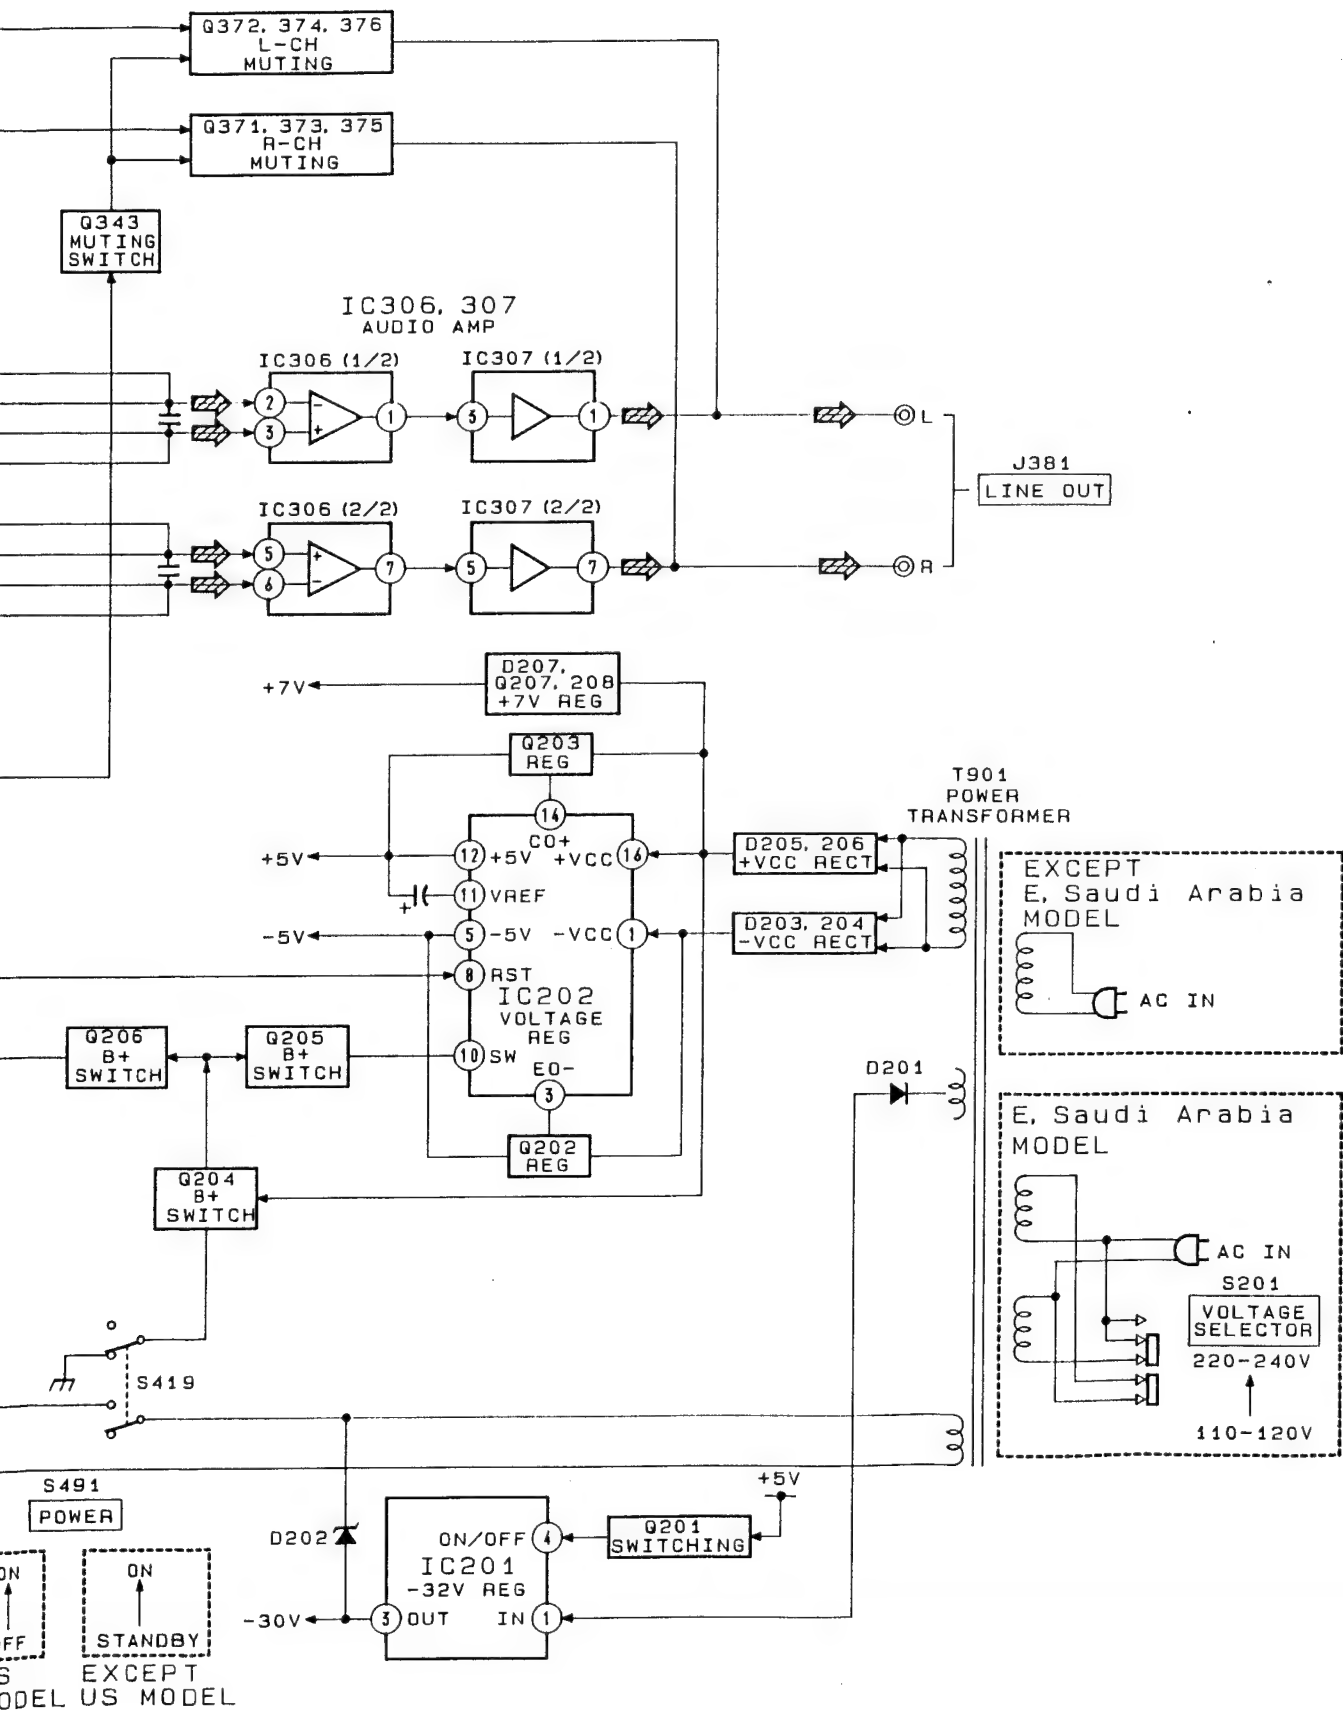 Q372, 374, 376
L-CH
MUTING
Q371, 373, 375
R-CH
MUTING
Q343
MUTING
SWITCH
IC306, 307
AUDIO AMP
IC306 (1/2)
IC307 (1/2)
2
3
- +
1
1
L
J381
LINE OUT
IC306 (2/2)
IC307 (2/2)
5
6
+ -
7
5
7
R
D207,
Q207, 208
+7V REG
+7V
Q203
REG
T901
POWER
TRANSFORMER
14
CO+
+5V
12
+5V
+VCC
16
D205, 206
+VCC RECT
+
11
VREF
-5V
5
-5V
-VCC
1
D203, 204
-VCC RECT
8
RST
IC202
VOLTAGE
REG
10
SW
EO-
3
Q202
REG
Q206
B+
SWITCH
Q205
B+
SWITCH
Q204
B+
SWITCH
D201
EXCEPT
E, Saudi Arabia
MODEL
AC IN
E, Saudi Arabia
MODEL
AC IN
S201
VOLTAGE
SELECTOR
220-240V
110-120V
S419
S491
POWER
ON
STANDBY
EXCEPT
US MODEL
D202
+5V
ON/OFF
4
Q201
SWITCHING
IC201
-32V REG
-30V
3
OUT
IN
1